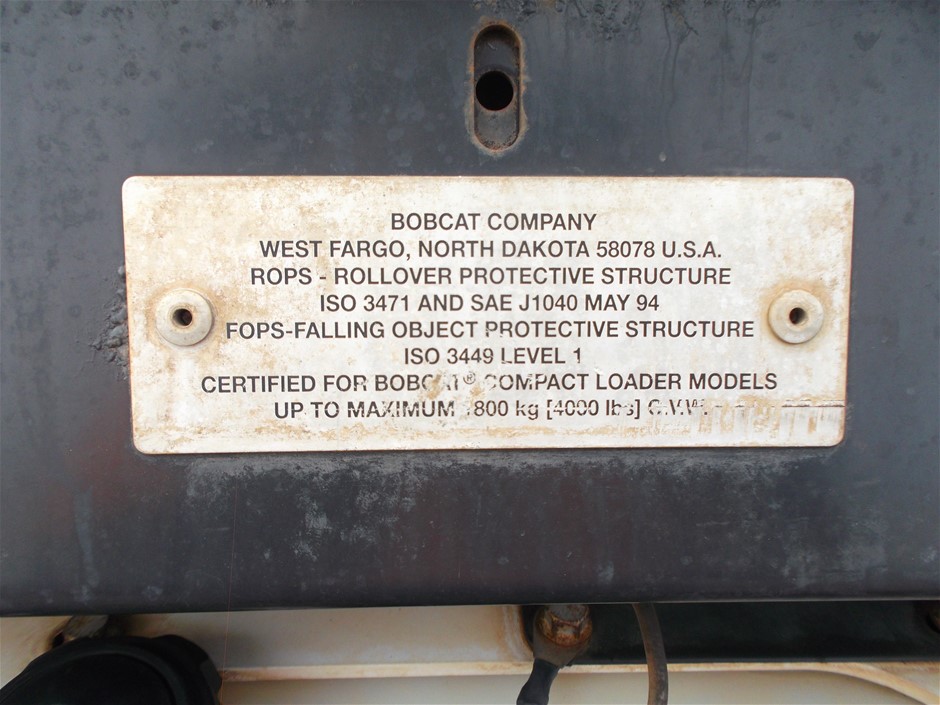 BOBCAT COMPANY
WEST FARGO, NORTH DAKOTA 58078 U.S.A.
ROPS - ROLLOVER PROTECTIVE STRUCTURE
ISO 3471 AND SAE J1040 MAY 94
FOPS-FALLING OBJECT PROTECTIVE STRUCTURE
ISO 3449 LEVEL 1
CERTIFIED FOR BOBCAT® COMPACT LOADER MODELS
UP TO MAXIMUM 1800 kg [4000 lbs] G.V.W.